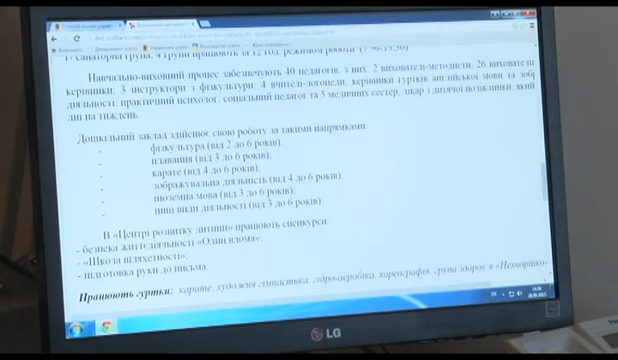 1 санаторна група, 4 групи працюють за 12 год. режимом роботи (7.30-19.30)
Навчально-виховний процес забезпечують 40 педагогів, з них: 2 вихователі-методисти, 26 вихователів
керівники; 3 інструктори з фізкультури; 4 вчителі-логопеди, керівники гуртків англійської мови та зобр
діяльності; практичний психолог; соціальний педагог та 5 медичних сестер, лікар з дитячої поліклініки, який
дні на тиждень.
Дошкільний заклад здійснює свою роботу за такими напрямками:
- фізкультура (від 2 до 6 років);
- плавання (від 3 до 6 років);
- карате (від 4 до 6 років);
- зображувальна діяльність (від 4 до 6 років);
- іноземна мова (від 3 до 6 років);
- інші види діяльності (від 3 до 6 років).
В «Центрі розвитку дитини» працюють спецкурси:
- безпека життєдіяльності «Один вдома»,
- «Школа шляхетності»,
- підготовка руки до письма
Працюють гуртки: карате, художня гімнастика, гідро-аеробіка, хореографія, група здоров'я
EN
LG